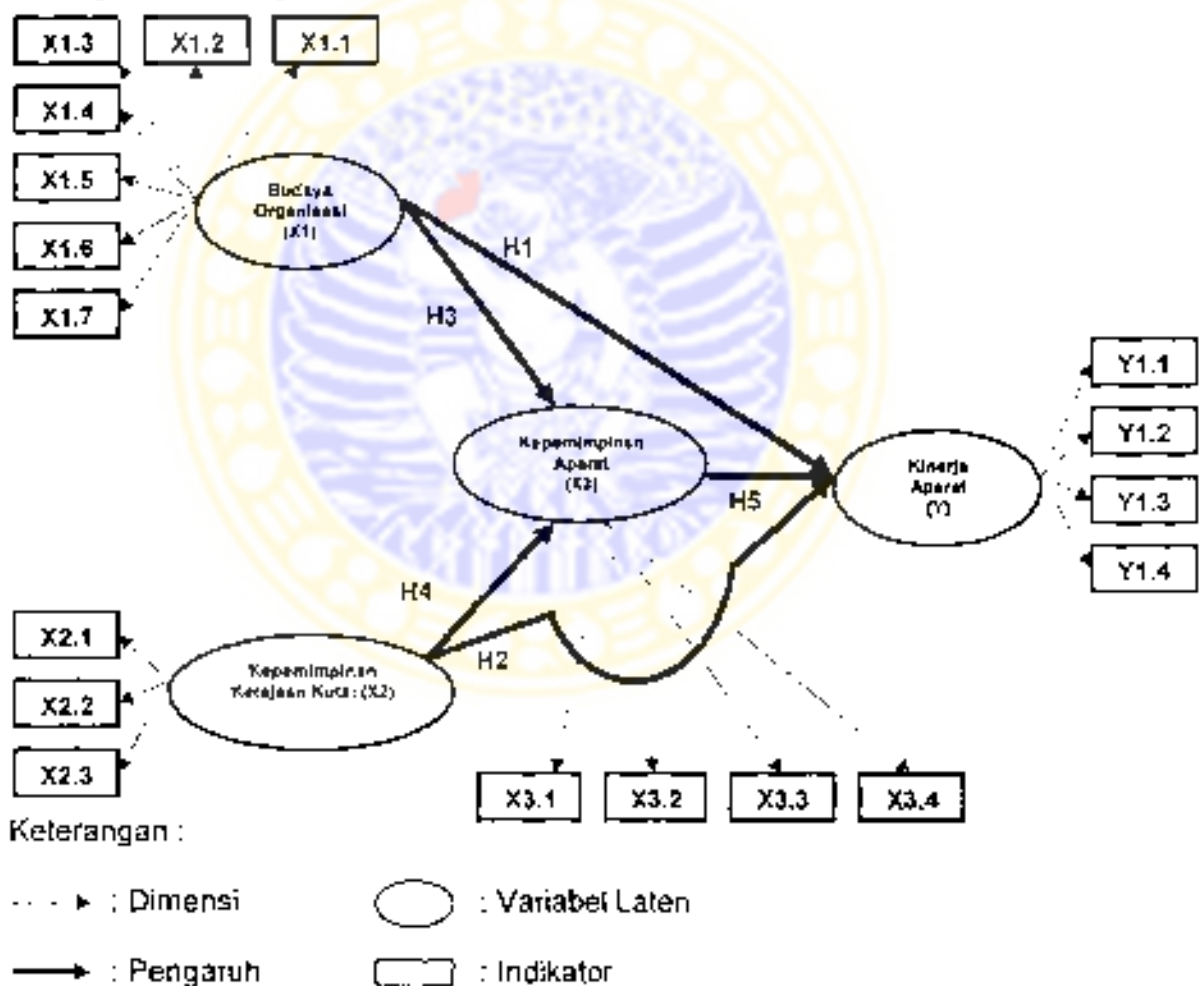 X1.3 X1.2 X1.1
X1.4
X1.5
X1.6
X1.7
Budaya
Organisasi
(X1)
H1
H3
Kepemimpinan
Aparat
(X3)
H5
Kinerja
Aparat
(Y)
Y1.1
Y1.2
Y1.3
Y1.4
H4
H2
X2.1
X2.2
X2.3
Kepemimpinan
(X2)
X3.1 X3.2 X3.3 X3.4
Keterangan :
: Dimensi
: Variabel Laten
: Pengaruh
: Indikator